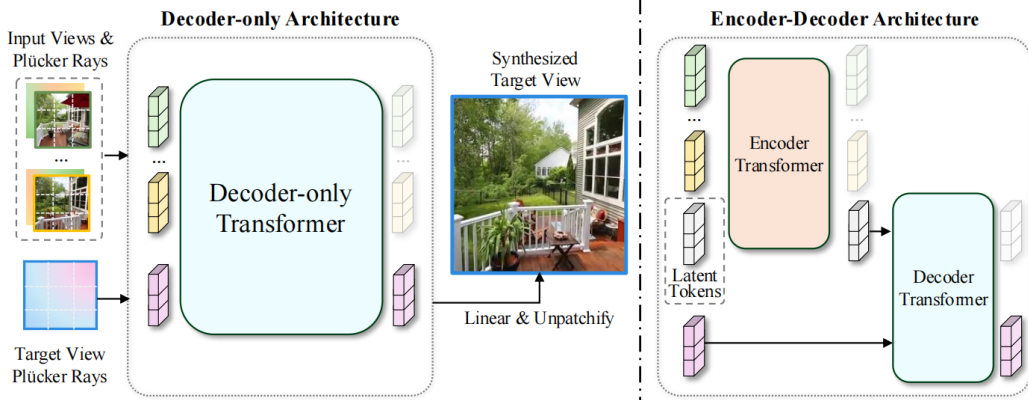 Decoder-only Architecture
Input Views &
Plücker Rays
...
...
...
Decoder-only
Transformer
Target View
Plücker Rays
Synthesized
Target View
Linear & Unpatchify
Encoder-Decoder Architecture
...
...
Encoder
Transformer
Latent
Tokens
Decoder
Transformer